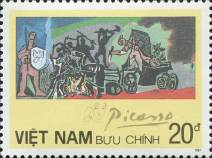 Picasso
VIỆT NAM BƯU CHÍNH 20đ